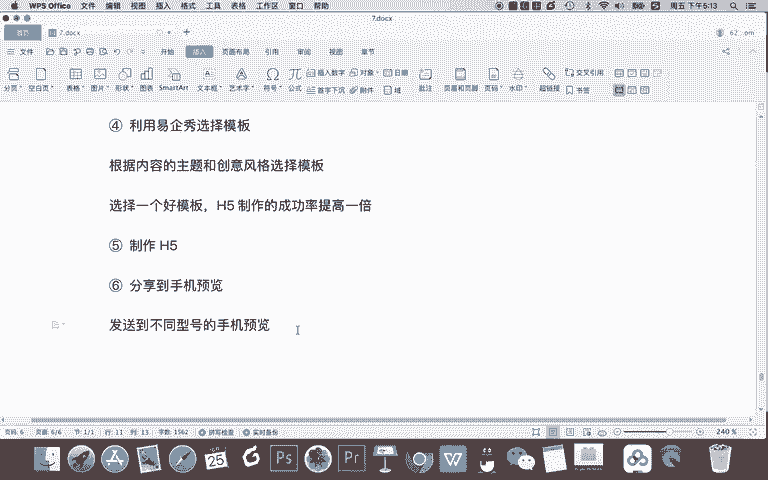 WPS Office 文件 编辑 视图 插入 格式 工具 表格 工作区 窗口 帮助 周五 下午5:13
7.docx
首页 7.docx
文件 开始 插入 页面布局 引用 审阅 视图 章节
插入数字 对象 日期 交叉引用
分页 空白页 表格 图片 形状 图表 SmartArt 文本框 艺术字 符号 公式 首字下沉 附件 域 批注 页眉和页脚 页码 水印 超链接 书签
④ 利用易企秀选择模板
根据内容的主题和创意风格选择模板
选择一个好模板，H5 制作的成功率提高一倍
⑤ 制作 H5
⑥ 分享到手机预览
发送到不同型号的手机预览
页码: 6 页面: 6/6 节: 1/1 行: 11 列: 13 字数: 1562 拼写检查 实时备份 240 %
25 Ps Pr W